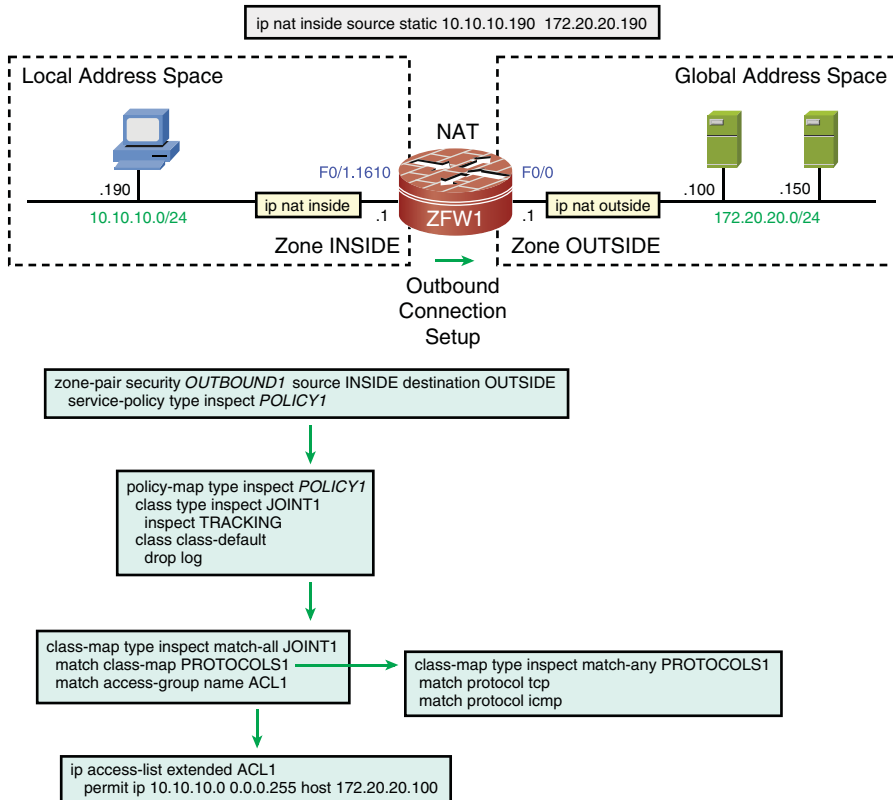 ip nat inside source static 10.10.10.190  172.20.20.190
Local Address Space
Global Address Space
NAT
F0/1.1610
F0/0
.190
.100
.150
ip nat inside
ip nat outside
10.10.10.0/24
.1
ZFW1
.1
172.20.20.0/24
Zone INSIDE
Zone OUTSIDE
Outbound
Connection
Setup
zone-pair security OUTBOUND1 source INSIDE destination OUTSIDE
service-policy type inspect POLICY1
policy-map type inspect POLICY1
class type inspect JOINT1
inspect TRACKING
class class-default
drop log
class-map type inspect match-all JOINT1
match class-map PROTOCOLS1
match access-group name ACL1
class-map type inspect match-any PROTOCOLS1
match protocol tcp
match protocol icmp
ip access-list extended ACL1
permit ip 10.10.10.0 0.0.0.255 host 172.20.20.100